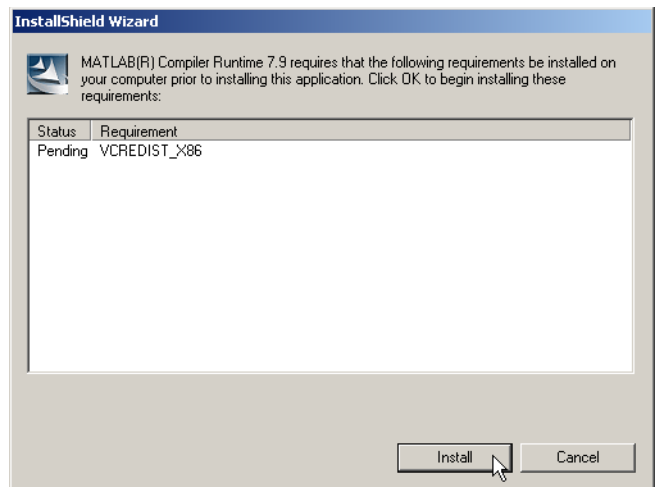 InstallShield Wizard
MATLAB(R) Compiler Runtime 7.9 requires that the following requirements be installed on
your computer prior to installing this application. Click OK to begin installing these
requirements:
Status Requirement
Pending VCREDIST_X86
Install Cancel